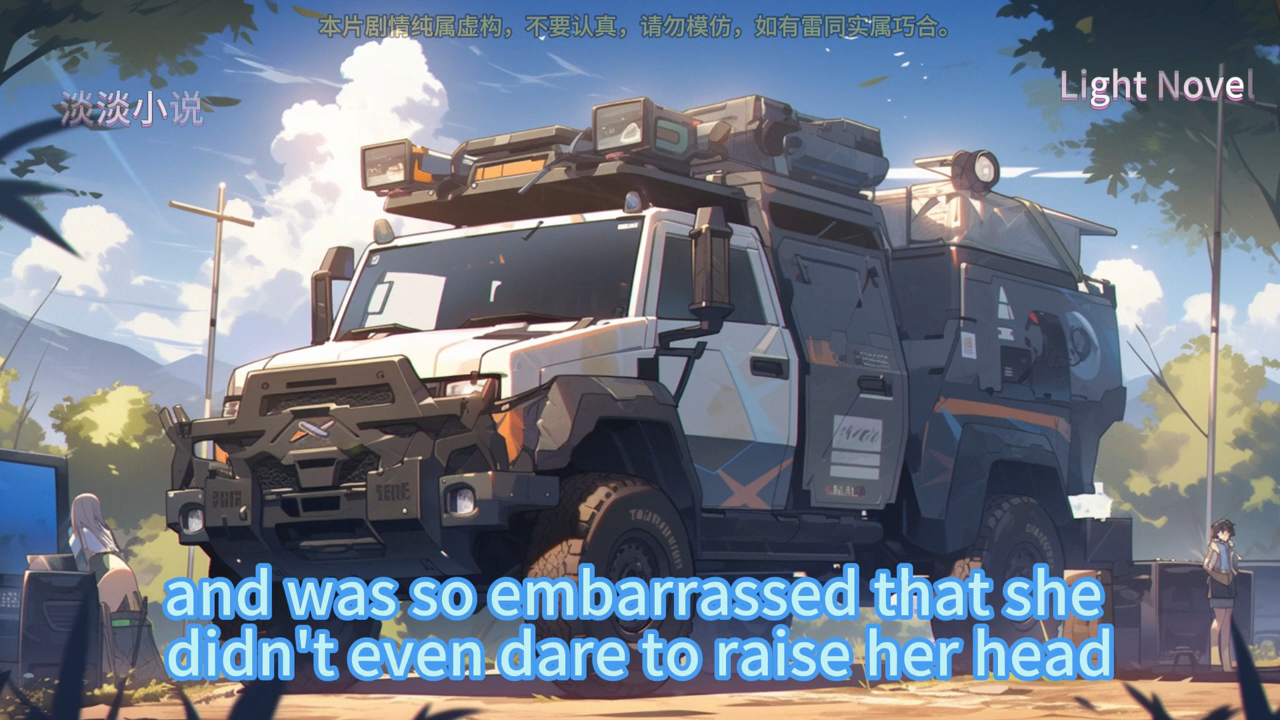 本片剧情纯属虚构，不要认真，请勿模仿，如有雷同实属巧合。
淡淡小说
Light Novel
and was so embarrassed that she
didn't even dare to raise her head